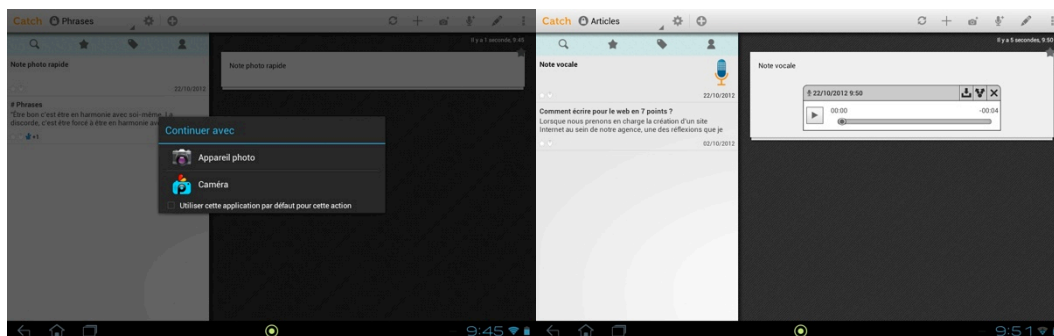 Catch Phrases
Il y a 1 seconde, 9:45
Note photo rapide
22/10/2012
# Phrases
"Être bon c'est être en harmonie avec soi-même. La
discorde, c'est être forcé à être en harmonie
+1
Note photo rapide
Continuer avec
Appareil photo
Caméra
Utiliser cette application par défaut pour cette action
9:45
Catch Articles
Il y a 5 secondes, 9:50
Note vocale
22/10/2012
Comment écrire pour le web en 7 points ?
Lorsque nous prenons en charge la création d'un site
Internet au sein de notre agence, une des réflexions que je
02/10/2012
Note vocale
22/10/2012 9:50
00:00
-00:04
9:51